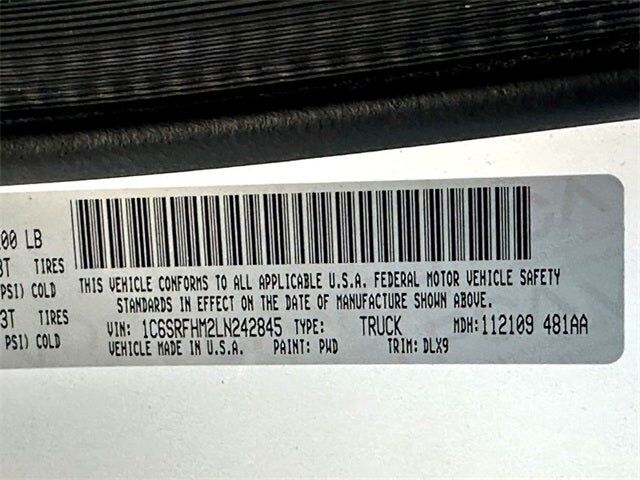 00 LB
3T TIRES
PSI) COLD
3T TIRES
PSI) COLD
THIS VEHICLE CONFORMS TO ALL APPLICABLE U.S.A. FEDERAL MOTOR VEHICLE SAFETY
STANDARDS IN EFFECT ON THE DATE OF MANUFACTURE SHOWN ABOVE.
VIN: 1C6SRFHM2LN242845 TYPE: TRUCK MDH: 112109 481AA
VEHICLE MADE IN U.S.A. PAINT: PWD TRIM: DLX9